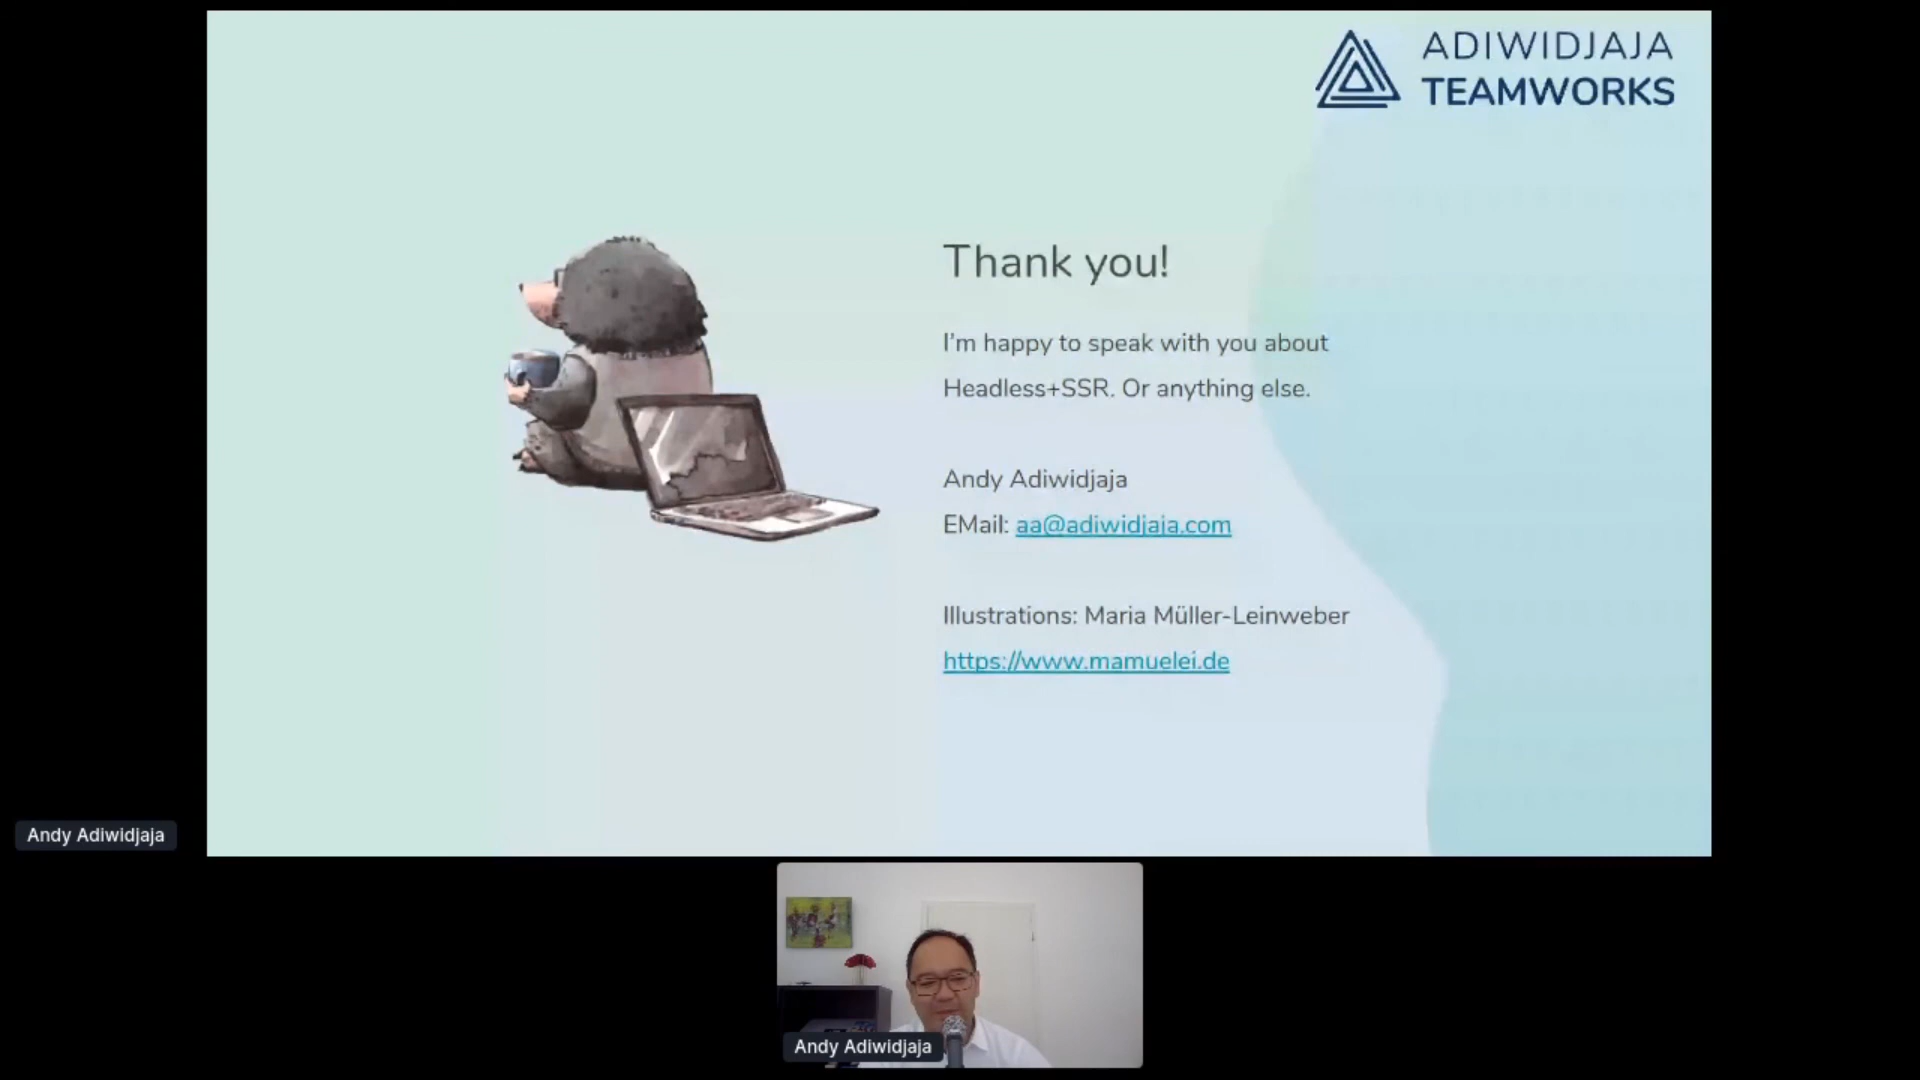 ADIWIDJAJA
TEAMWORKS
Thank you!
I'm happy to speak with you about
Headless+SSR. Or anything else.
Andy Adiwidjaja
EMail: aa@adiwidjaja.com
Illustrations: Maria Müller-Leinweber
https://www.mamuelei.de
Andy Adiwidjaja
Andy Adiwidjaja